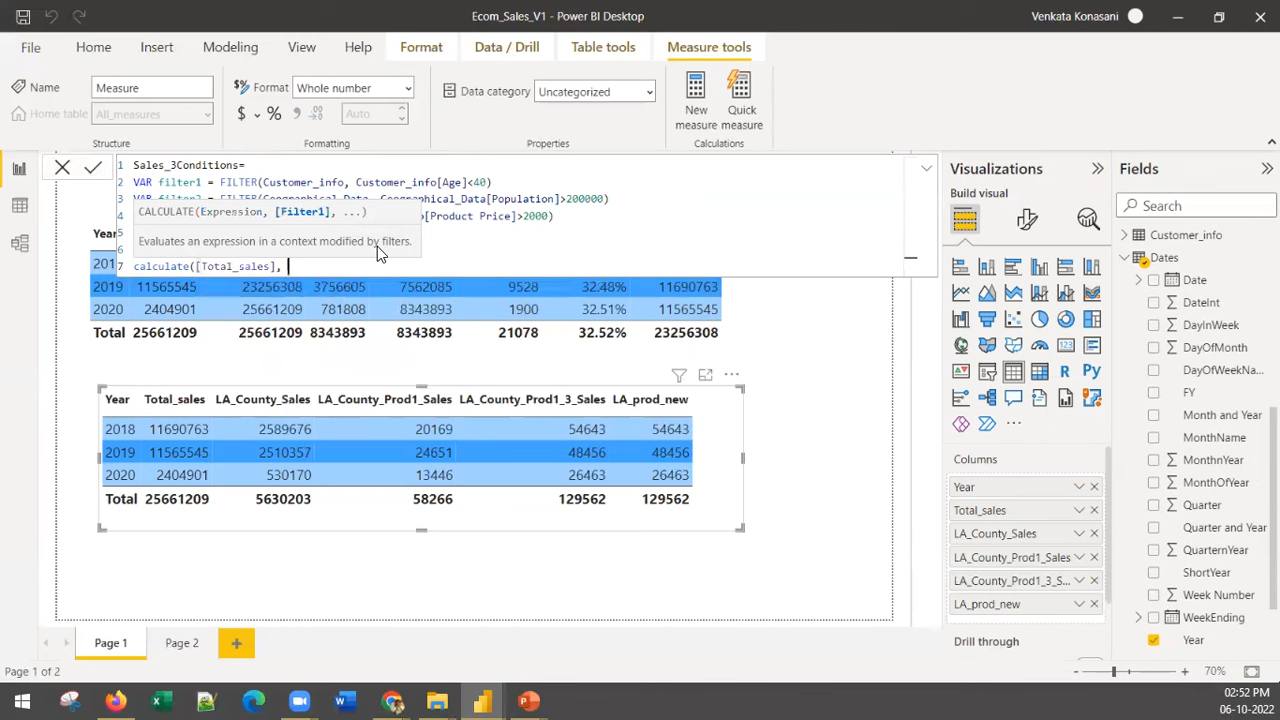 Ecom_Sales_V1 - Power BI Desktop
Venkata Konasani
File Home Insert Modeling View Help Format Data / Drill Table tools Measure tools
Name Measure
Format Whole number
Data category Uncategorized
New measure
Quick measure
Home table All_measures
$ % Auto
Structure Formatting Properties Calculations
1 Sales_3Conditions=
2 VAR filter1 = FILTER(Customer_info, Customer_info[Age]<40)
3 Geographical_Data[Population]>200000)
4 [Product Price]>2000)
5
6
7 calculate([Total_sales],
CALCULATE(Expression, [Filter1], ...)
Evaluates an expression in a context modified by filters.
2019 11565545 23256308 3756605 7562085 9528 32.48% 11690763
2020 2404901 25661209 781808 8343893 1900 32.51% 11565545
Total 25661209 25661209 8343893 8343893 21078 32.52% 23256308
Year Total_sales LA_County_Sales LA_County_Prod1_Sales LA_County_Prod1_3_Sales LA_prod_new
2018 11690763 2589676 20169 54643 54643
2019 11565545 2510357 24651 48456 48456
2020 2404901 530170 13446 26463 26463
Total 25661209 5630203 58266 129562 129562
Visualizations
Build visual
R Py
Columns
Year
Total_sales
LA_County_Sales
LA_County_Prod1_Sales
LA_County_Prod1_3_S...
LA_prod_new
Drill through
Fields
Search
Customer_info
Dates
Date
DateInt
DayInWeek
DayOfMonth
DayOfWeekNa...
FY
Month and Year
MonthName
MonthnYear
MonthOfYear
Quarter
Quarter and Year
QuarternYear
ShortYear
Week Number
WeekEnding
Year
Page 1 Page 2 +
Page 1 of 2
- + 70%
02:52 PM
06-10-2022